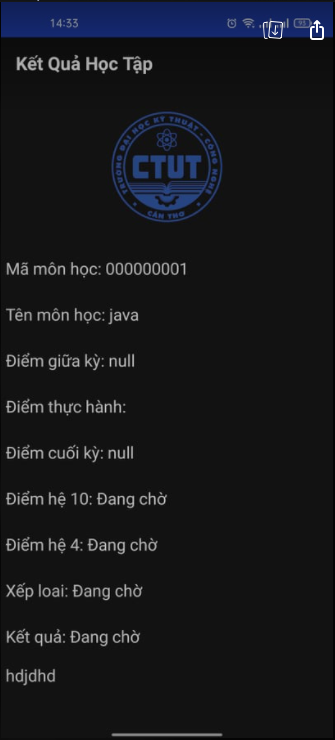 14:33
93
Kết Quả Học Tập
TRƯỜNG ĐẠI HỌC KỸ THUẬT - CÔNG NGHỆ
CTUT
CẦN THƠ
Mã môn học: 000000001
Tên môn học: java
Điểm giữa kỳ: null
Điểm thực hành:
Điểm cuối kỳ: null
Điểm hệ 10: Đang chờ
Điểm hệ 4: Đang chờ
Xếp loai: Đang chờ
Kết quả: Đang chờ
hdjdhd